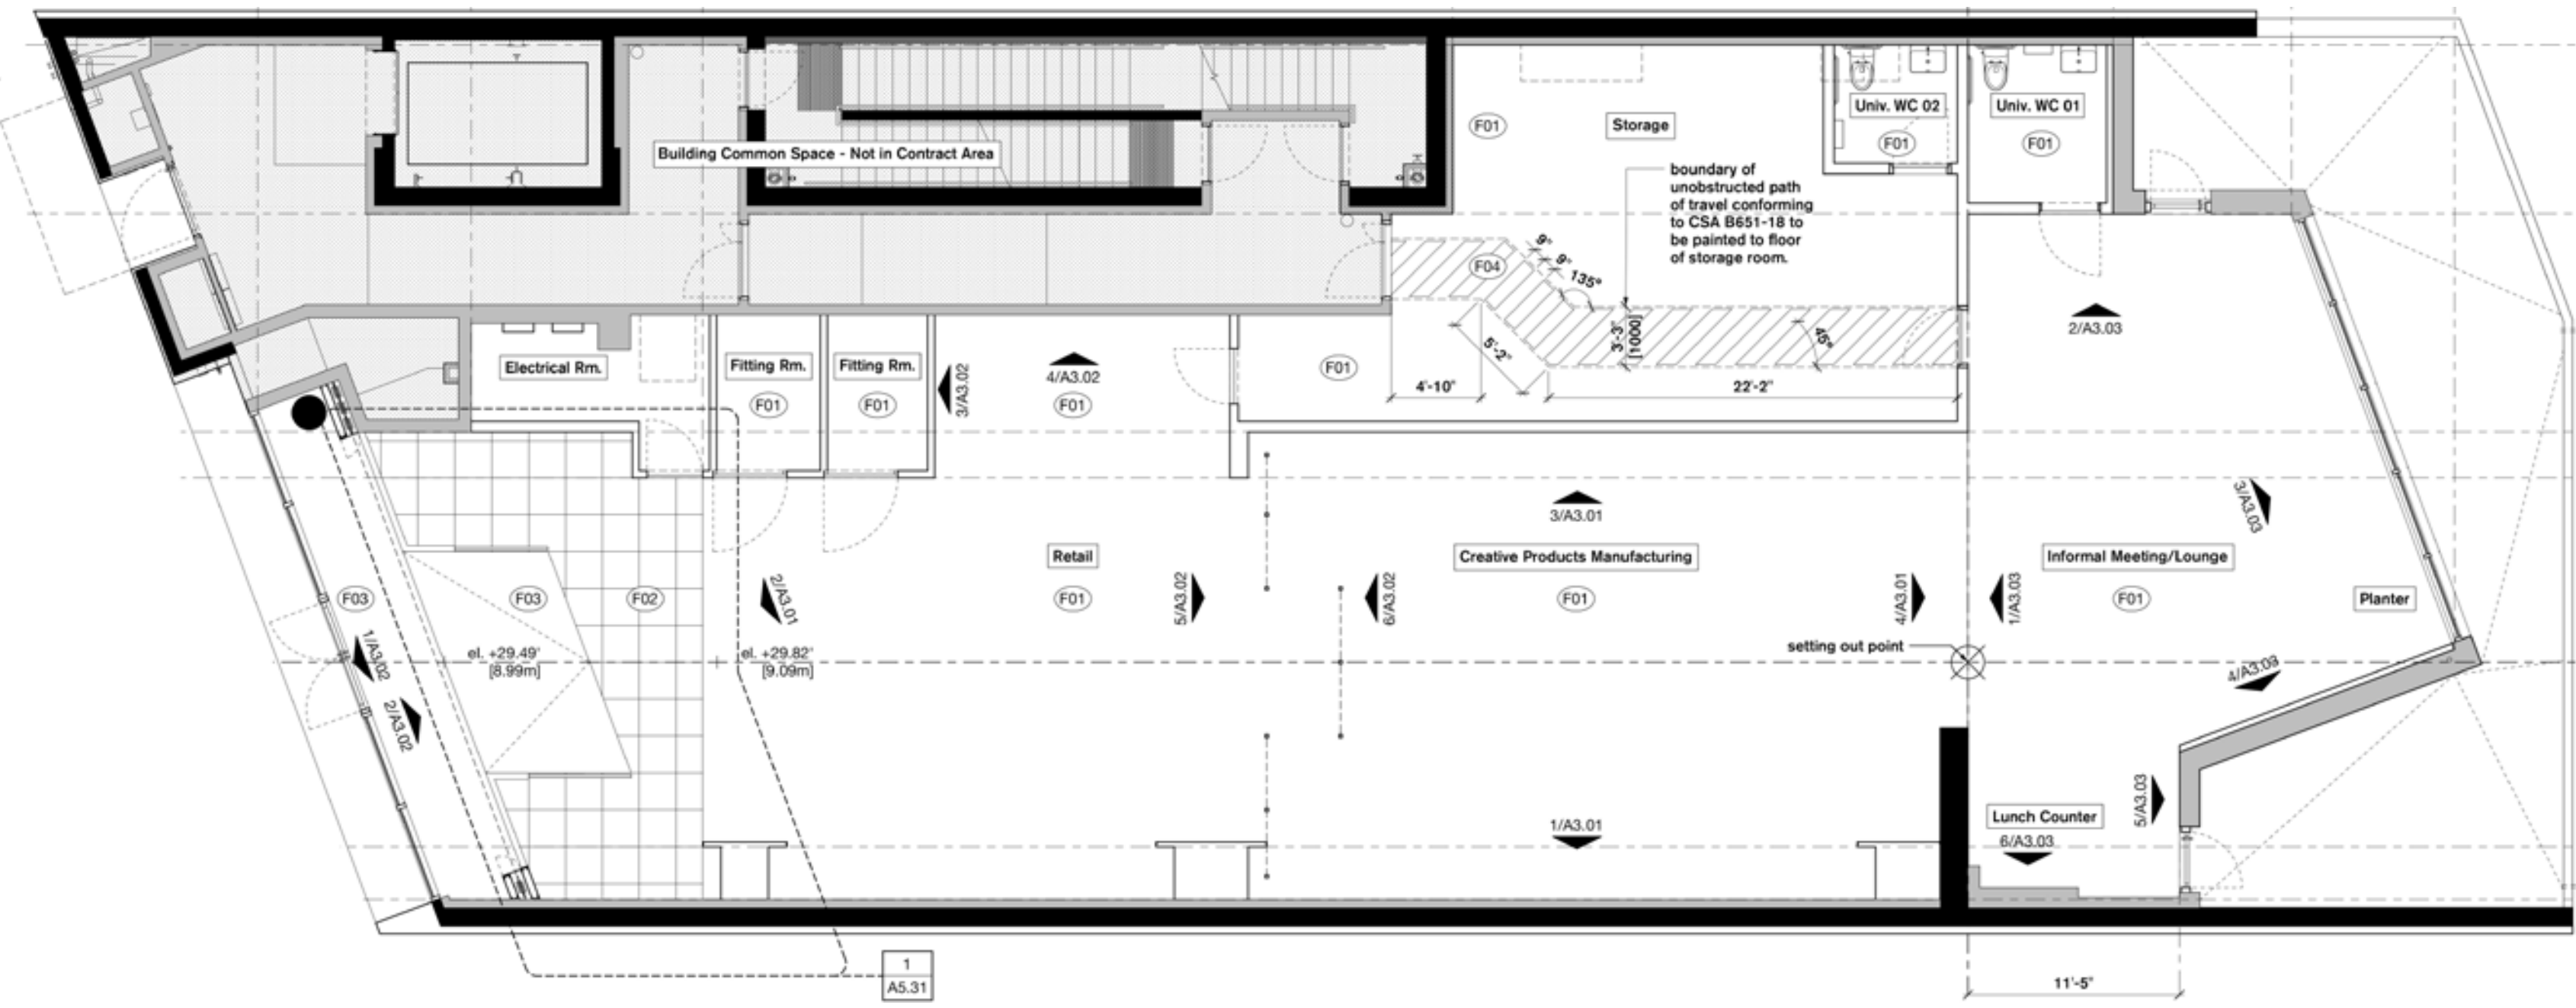 Univ. WC 02
Univ. WC 01
F01
Storage
F01
F01
Building Common Space - Not in Contract Area
boundary of
unobstructed path
of travel conforming
to CSA B651-18 to
be painted to floor
of storage room.
9"
9"
135°
F04
2/A3.03
3'-3"
[1000]
45°
5'-2"
Electrical Rm.
Fitting Rm.
Fitting Rm.
3/A3.02
4/A3.02
F01
F01
F01
F01
4'-10"
22'-2"
3/A3.01
3/A3.03
Retail
Creative Products Manufacturing
Informal Meeting/Lounge
F03
F03
F02
2/A3.01
F01
5/A3.02
6/A3.02
F01
4/A3.01
1/A3.03
F01
Planter
1/A3.02
el. +29.49'
[8.99m]
el. +29.82'
[9.09m]
setting out point
4/A3.03
2/A3.02
5/A3.03
Lunch Counter
1/A3.01
6/A3.03
1
A5.31
11'-5"